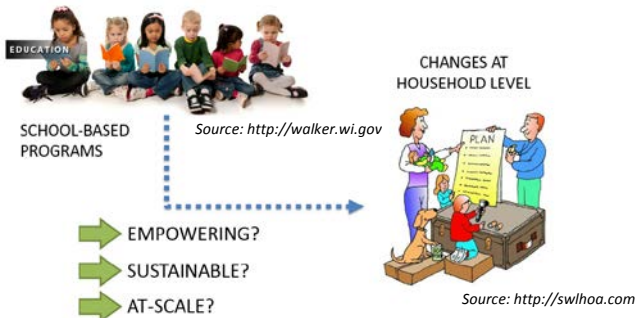 EDUCATION
SCHOOL-BASED
PROGRAMS
Source: http://walker.wi.gov
CHANGES AT
HOUSEHOLD LEVEL
PLAN
EMPOWERING?
SUSTAINABLE?
AT-SCALE?
Source: http://swlhoa.com